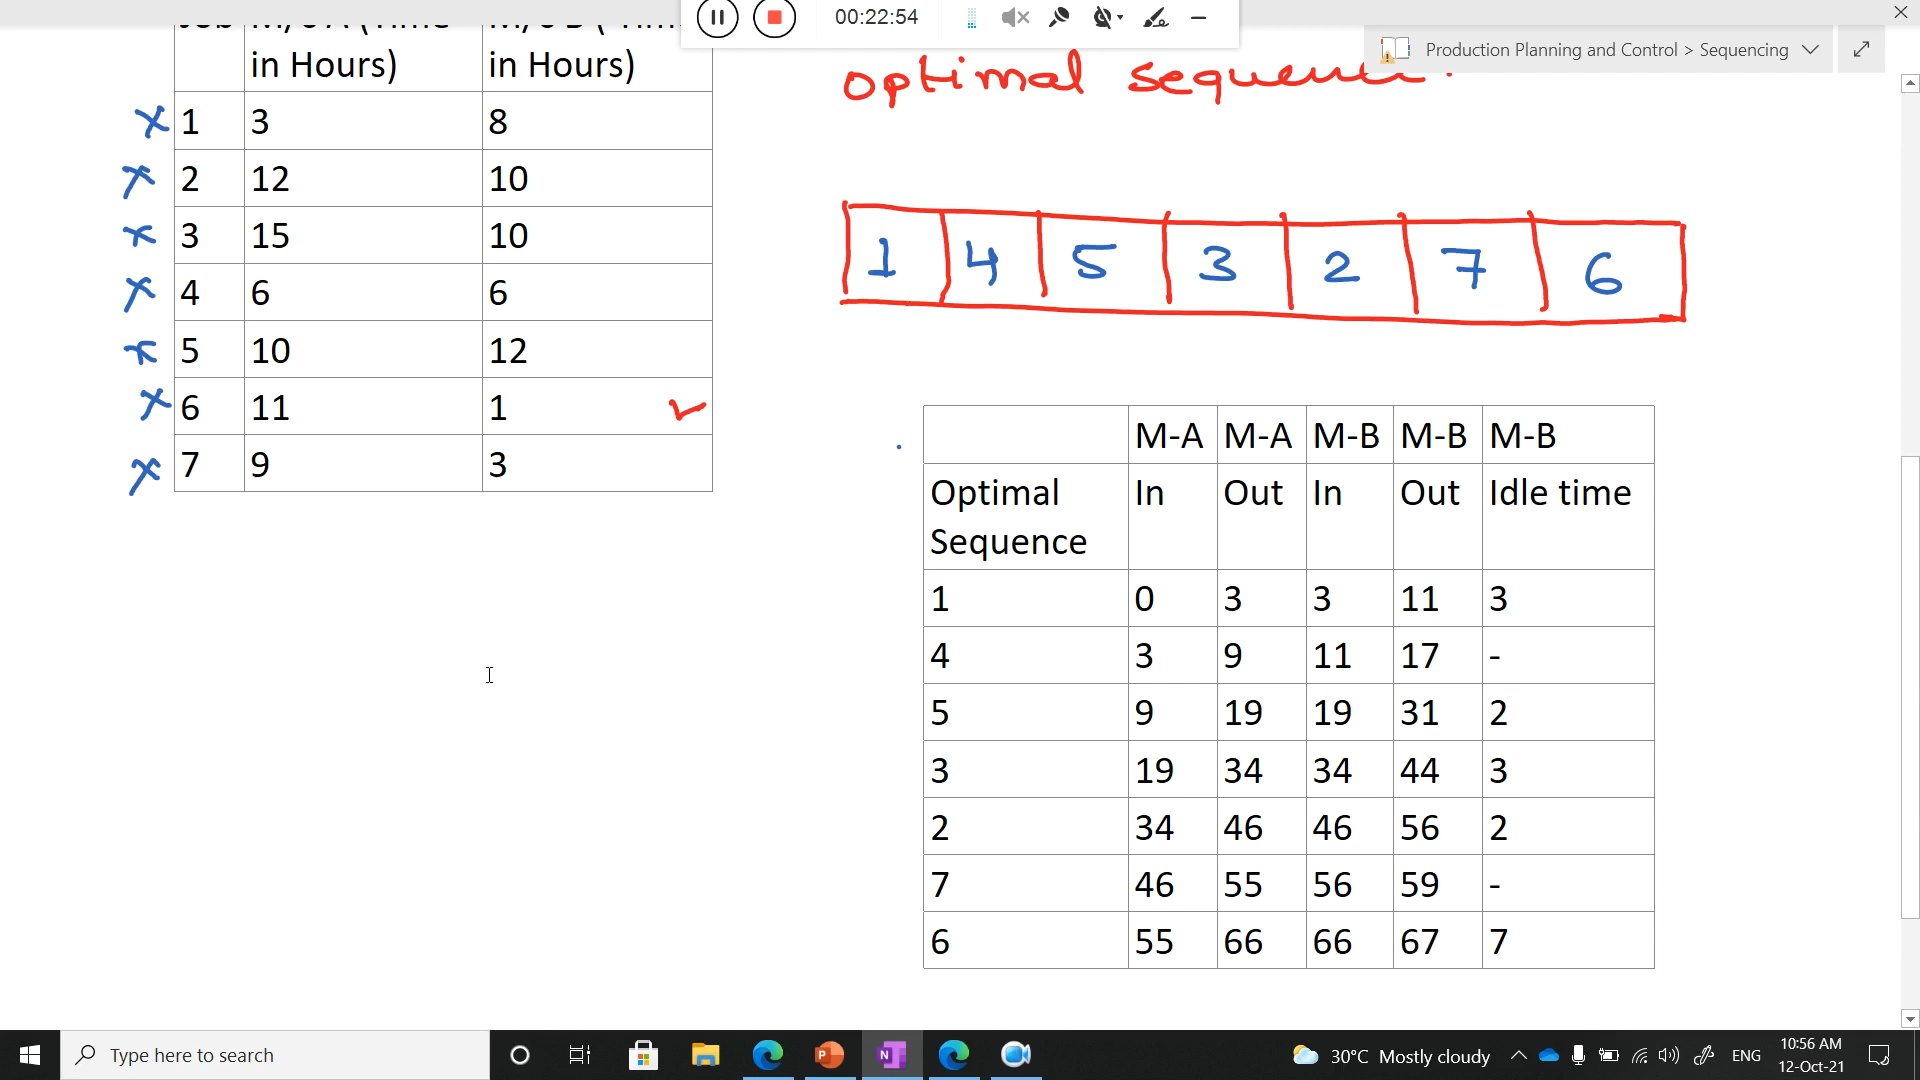 00:22:54
Production Planning and Control > Sequencing
in Hours) in Hours)
1 3 8
2 12 10
3 15 10
4 6 6
5 10 12
6 11 1
7 9 3
optimal sequence.
1 4 5 3 2 7 6
M-A M-A M-B M-B M-B
Optimal Sequence In Out In Out Idle time
1 0 3 3 11 3
4 3 9 11 17 -
5 9 19 19 31 2
3 19 34 34 44 3
2 34 46 46 56 2
7 46 55 56 59 -
6 55 66 66 67 7
Type here to search
30°C Mostly cloudy
ENG
10:56 AM
12-Oct-21